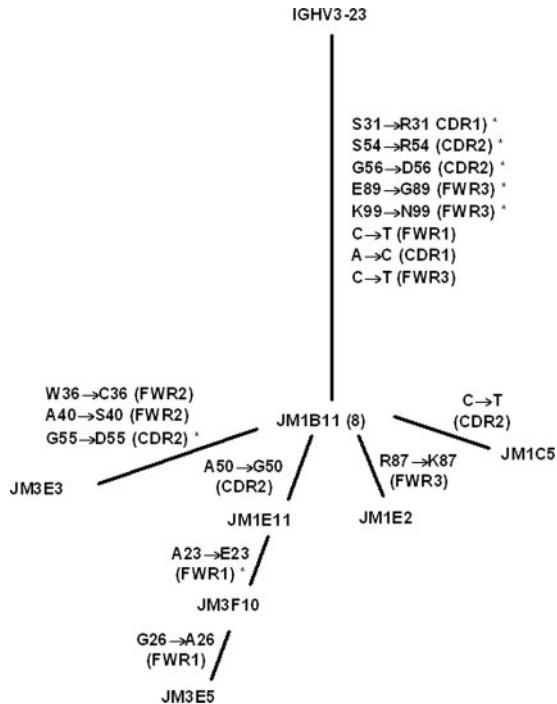 IGHV3-23
S31→R31 CDR1) *
S54→R54 (CDR2) *
G56→D56 (CDR2) *
E89→G89 (FWR3) *
K99→N99 (FWR3) *
C→T (FWR1)
A→C (CDR1)
C→T (FWR3)
W36→C36 (FWR2)
A40→S40 (FWR2)
G55→D55 (CDR2) *
JM1B11 (8)
C→T
(CDR2)
JM1C5
A50→G50
(CDR2)
R87→K87
(FWR3)
JM3E3
JM1E11
JM1E2
A23→E23
(FWR1) *
JM3F10
G26→A26
(FWR1)
JM3E5